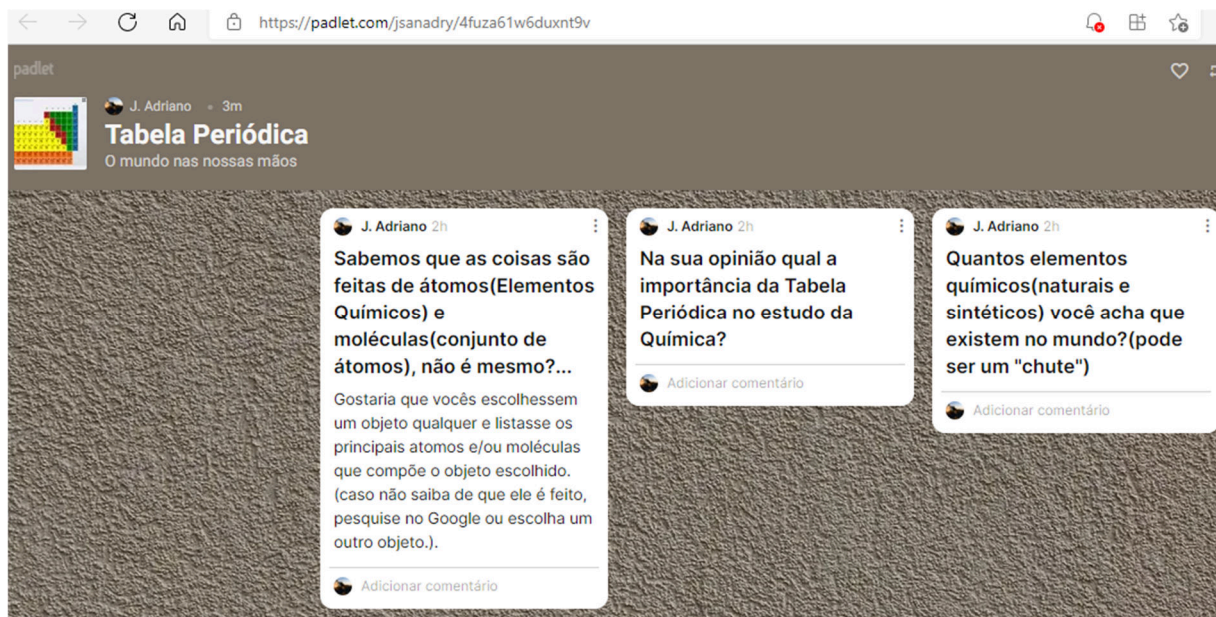 https://padlet.com/jsanadry/4fuza61w6duxnt9v
padlet
J. Adriano • 3m
Tabela Periódica
O mundo nas nossas mãos
J. Adriano 2h
Sabemos que as coisas são
feitas de átomos(Elementos
Químicos) e
moléculas(conjunto de
átomos), não é mesmo?...
Gostaria que vocês escolhessem
um objeto qualquer e listasse os
principais atomos e/ou moléculas
que compõe o objeto escolhido.
(caso não saiba de que ele é feito,
pesquise no Google ou escolha um
outro objeto.).
Adicionar comentário
J. Adriano 2h
Na sua opinião qual a
importância da Tabela
Periódica no estudo da
Química?
Adicionar comentário
J. Adriano 2h
Quantos elementos
químicos(naturais e
sintéticos) você acha que
existem no mundo?(pode
ser um "chute")
Adicionar comentário